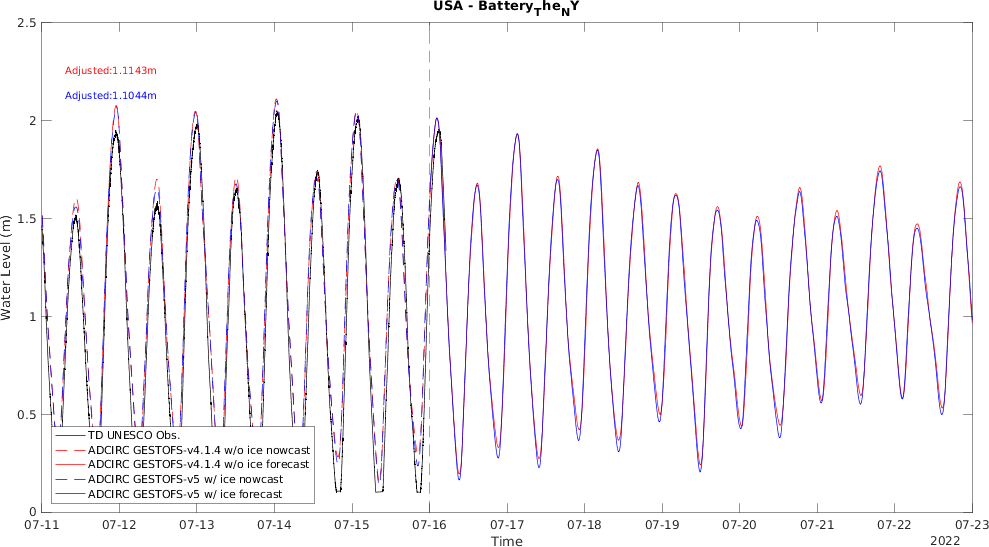 USA - BatteryTheNY
2.5
Adjusted:1.1143m
Adjusted:1.1044m
2
1.5
Water Level (m)
1
0.5
TD UNESCO Obs.
ADCIRC GESTOFS-v4.1.4 w/o ice nowcast
ADCIRC GESTOFS-v4.1.4 w/o ice forecast
ADCIRC GESTOFS-v5 w/ ice nowcast
ADCIRC GESTOFS-v5 w/ ice forecast
0
07-11 07-12 07-13 07-14 07-15 07-16 07-17 07-18 07-19 07-20 07-21 07-22 07-23
Time
2022